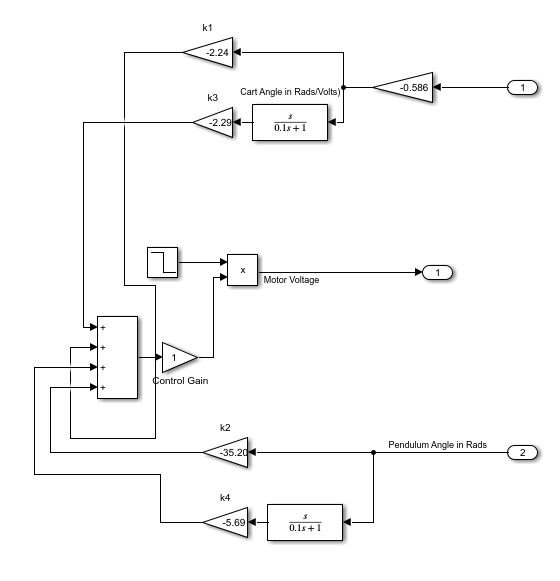 k1
-2.24
Cart Angle in Rads/Volts)
-0.586
1
k3
-2.29
s
0.1s + 1
x
1
Motor Voltage
+
+
+
+
1
Control Gain
k2
-35.20
Pendulum Angle in Rads
2
k4
-5.69
s
0.1s + 1